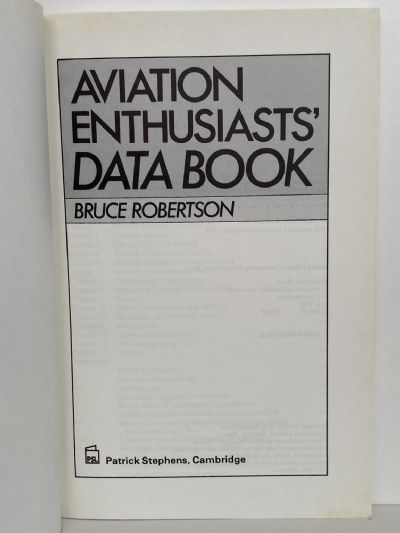 AVIATION
ENTHUSIASTS'
DATA BOOK
BRUCE ROBERTSON
PSL
Patrick Stephens, Cambridge